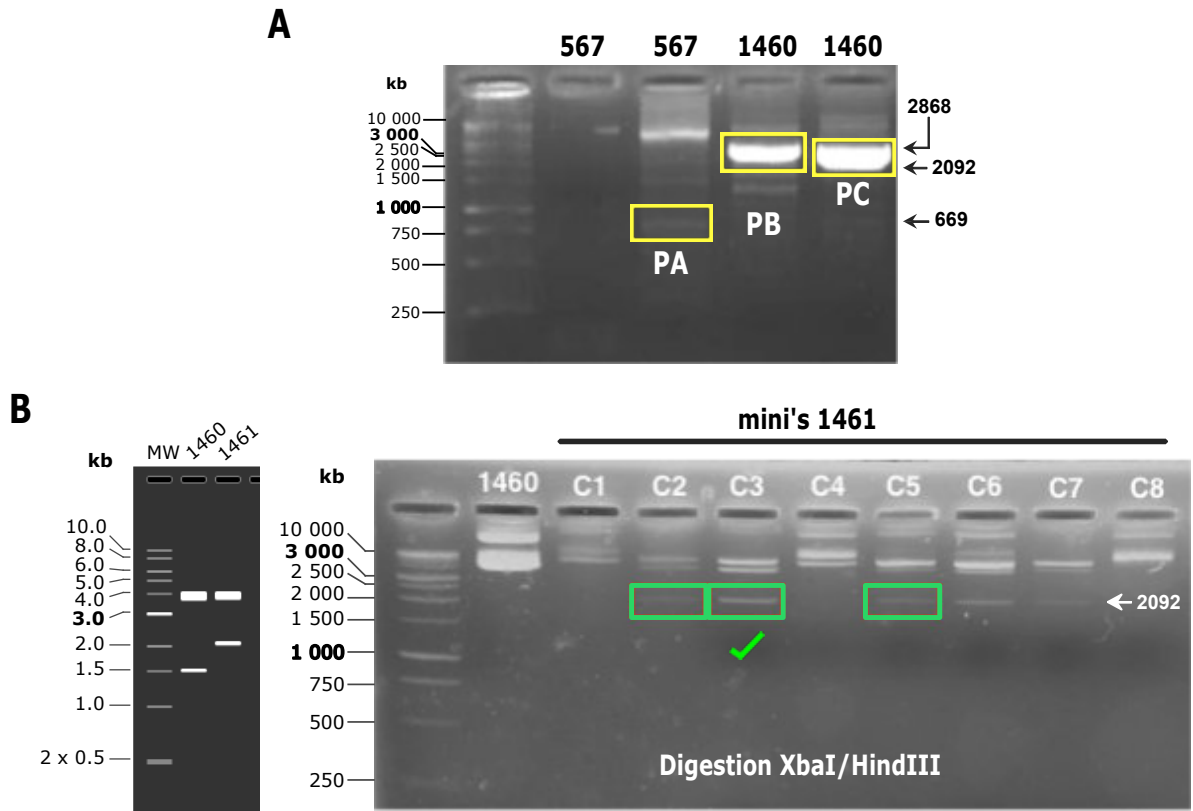 A
567 567 1460 1460
kb
10 000
3 000
2 500
2 000
1 500
1 000
750
500
250
2868
2092
669
PA
PB
PC
B
kb
MW 1460 1461
10.0
8.0
6.0
5.0
4.0
3.0
2.0
1.5
1.0
2 x 0.5
mini's 1461
kb
1460 C1 C2 C3 C4 C5 C6 C7 C8
10 000
3 000
2 500
2 000
1 500
1 000
750
500
250
2092
Digestion XbaI/HindIII